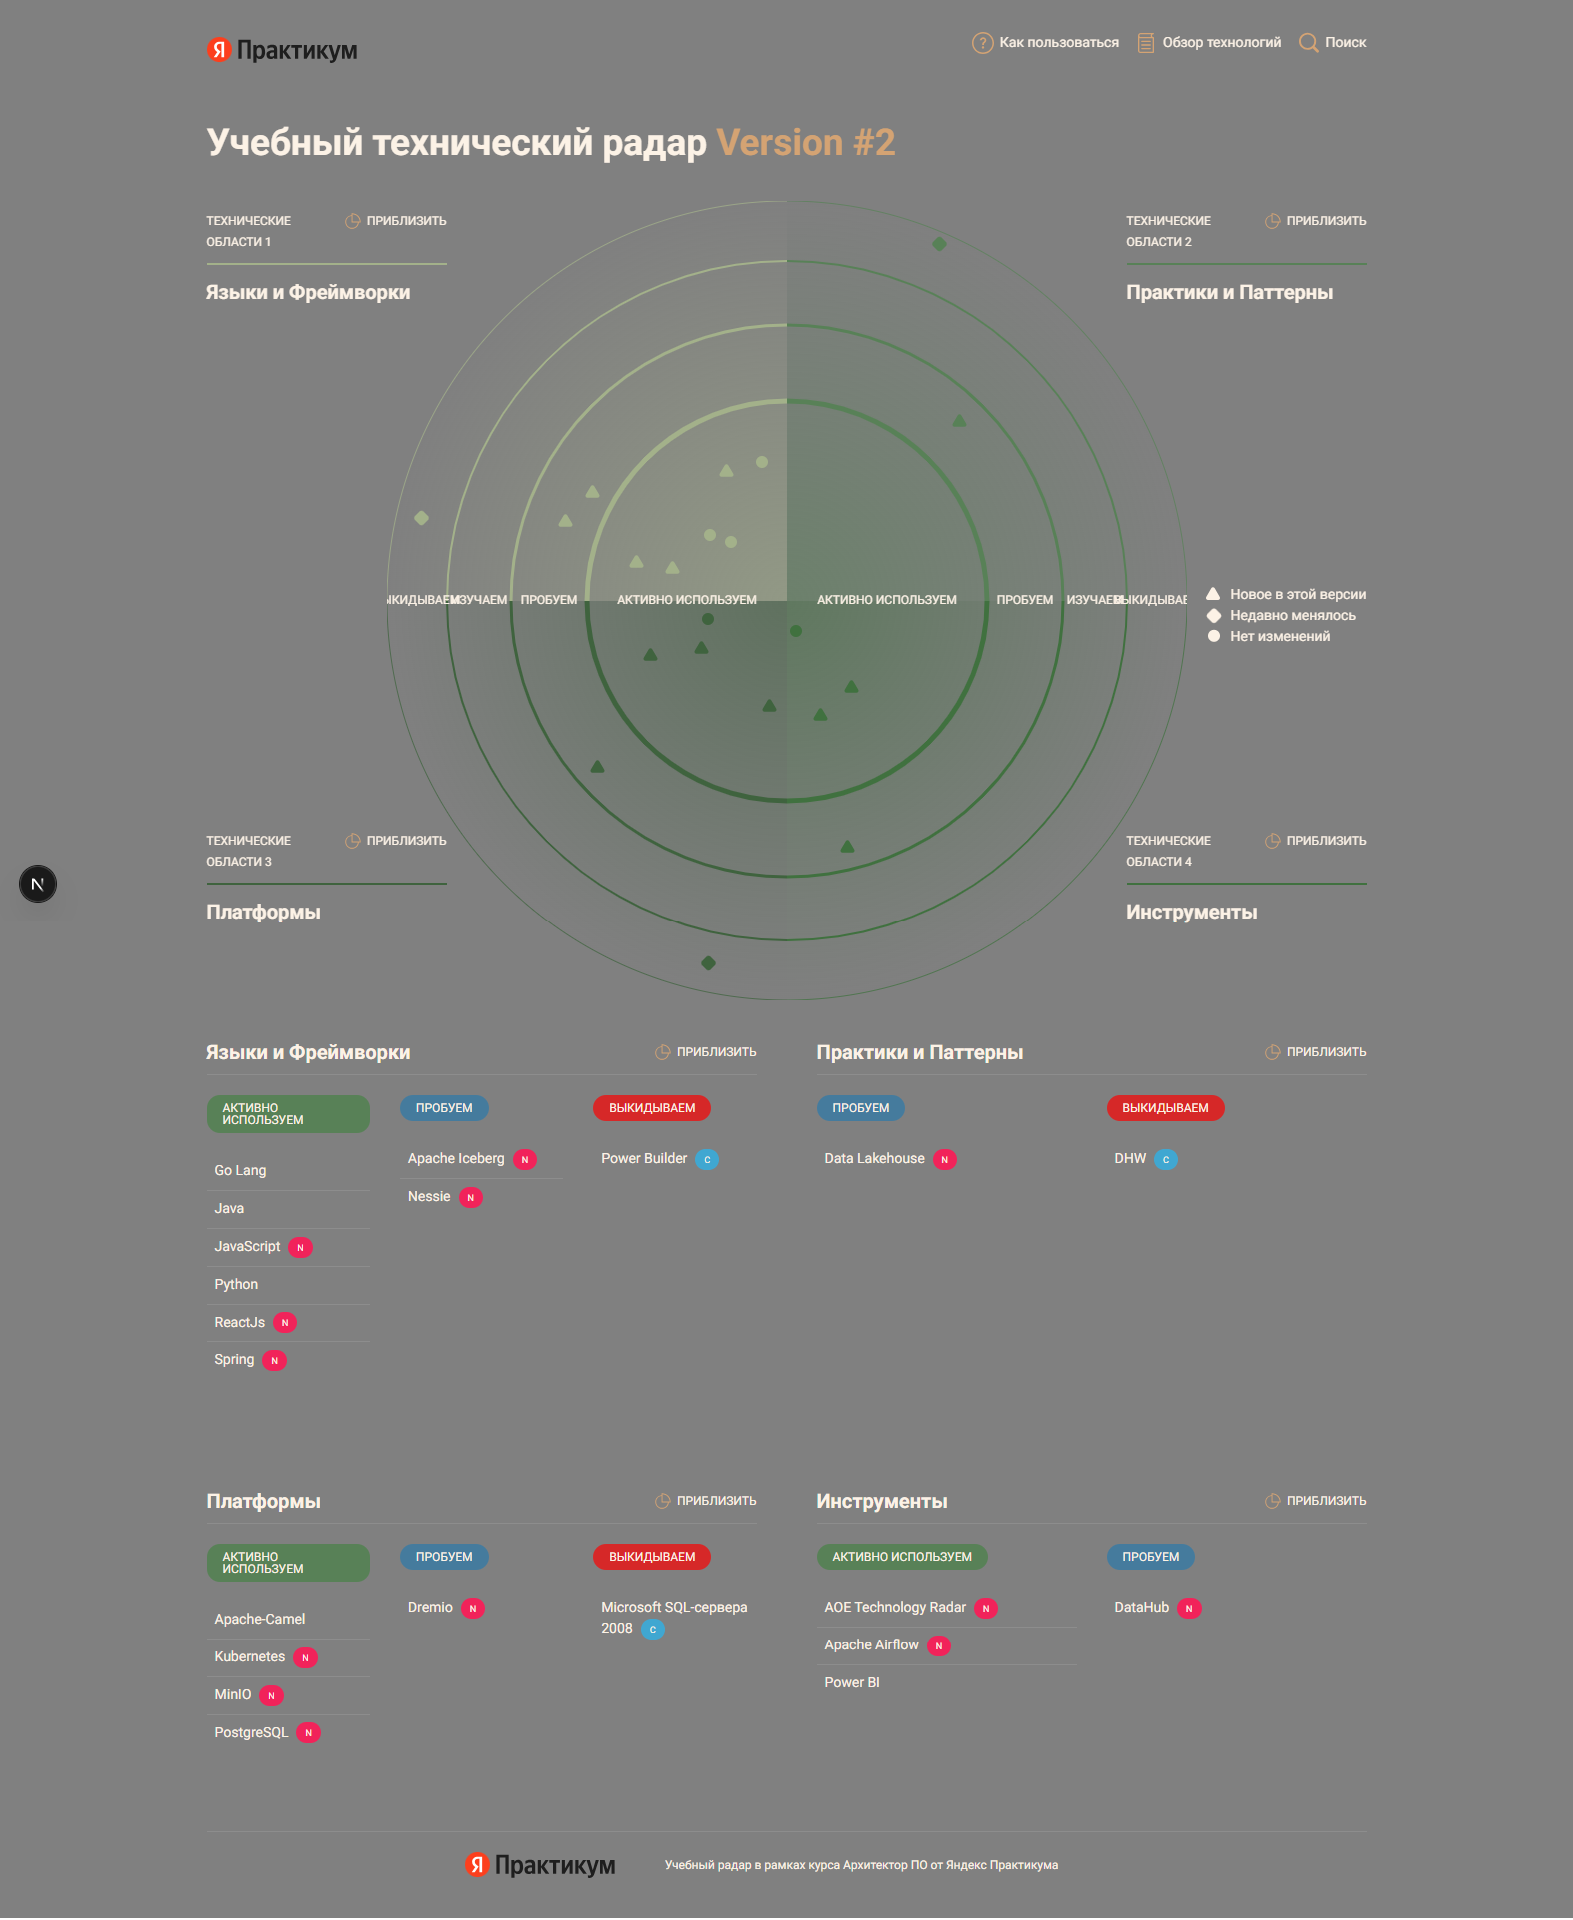 Я Практикум
Как пользоваться
Обзор технологий
Поиск
Учебный технический радар Version #2
ТЕХНИЧЕСКИЕ
ОБЛАСТИ 1
ПРИБЛИЗИТЬ
Языки и Фреймворки
ТЕХНИЧЕСКИЕ
ОБЛАСТИ 2
ПРИБЛИЗИТЬ
Практики и Паттерны
ИЗУЧАЕМ
ПРОБУЕМ
АКТИВНО ИСПОЛЬЗУЕМ
АКТИВНО ИСПОЛЬЗУЕМ
ПРОБУЕМ
Новое в этой версии
Недавно менялось
Нет изменений
ТЕХНИЧЕСКИЕ
ОБЛАСТИ 3
ПРИБЛИЗИТЬ
Платформы
ТЕХНИЧЕСКИЕ
ОБЛАСТИ 4
ПРИБЛИЗИТЬ
Инструменты
N
Языки и Фреймворки
ПРИБЛИЗИТЬ
АКТИВНО
ИСПОЛЬЗУЕМ
Go Lang
Java
JavaScript N
Python
ReactJs N
Spring N
ПРОБУЕМ
Apache Iceberg N
Nessie N
ВЫКИДЫВАЕМ
Power Builder C
Практики и Паттерны
ПРИБЛИЗИТЬ
ПРОБУЕМ
Data Lakehouse N
ВЫКИДЫВАЕМ
DHW C
Платформы
ПРИБЛИЗИТЬ
АКТИВНО
ИСПОЛЬЗУЕМ
Apache-Camel
Kubernetes N
MinIO N
PostgreSQL N
ПРОБУЕМ
Dremio N
ВЫКИДЫВАЕМ
Microsoft SQL-сервера
2008 C
Инструменты
ПРИБЛИЗИТЬ
АКТИВНО ИСПОЛЬЗУЕМ
AOE Technology Radar N
Apache Airflow N
Power BI
ПРОБУЕМ
DataHub N
Я Практикум
Учебный радар в рамках курса Архитектор ПО от Яндекс Практикума